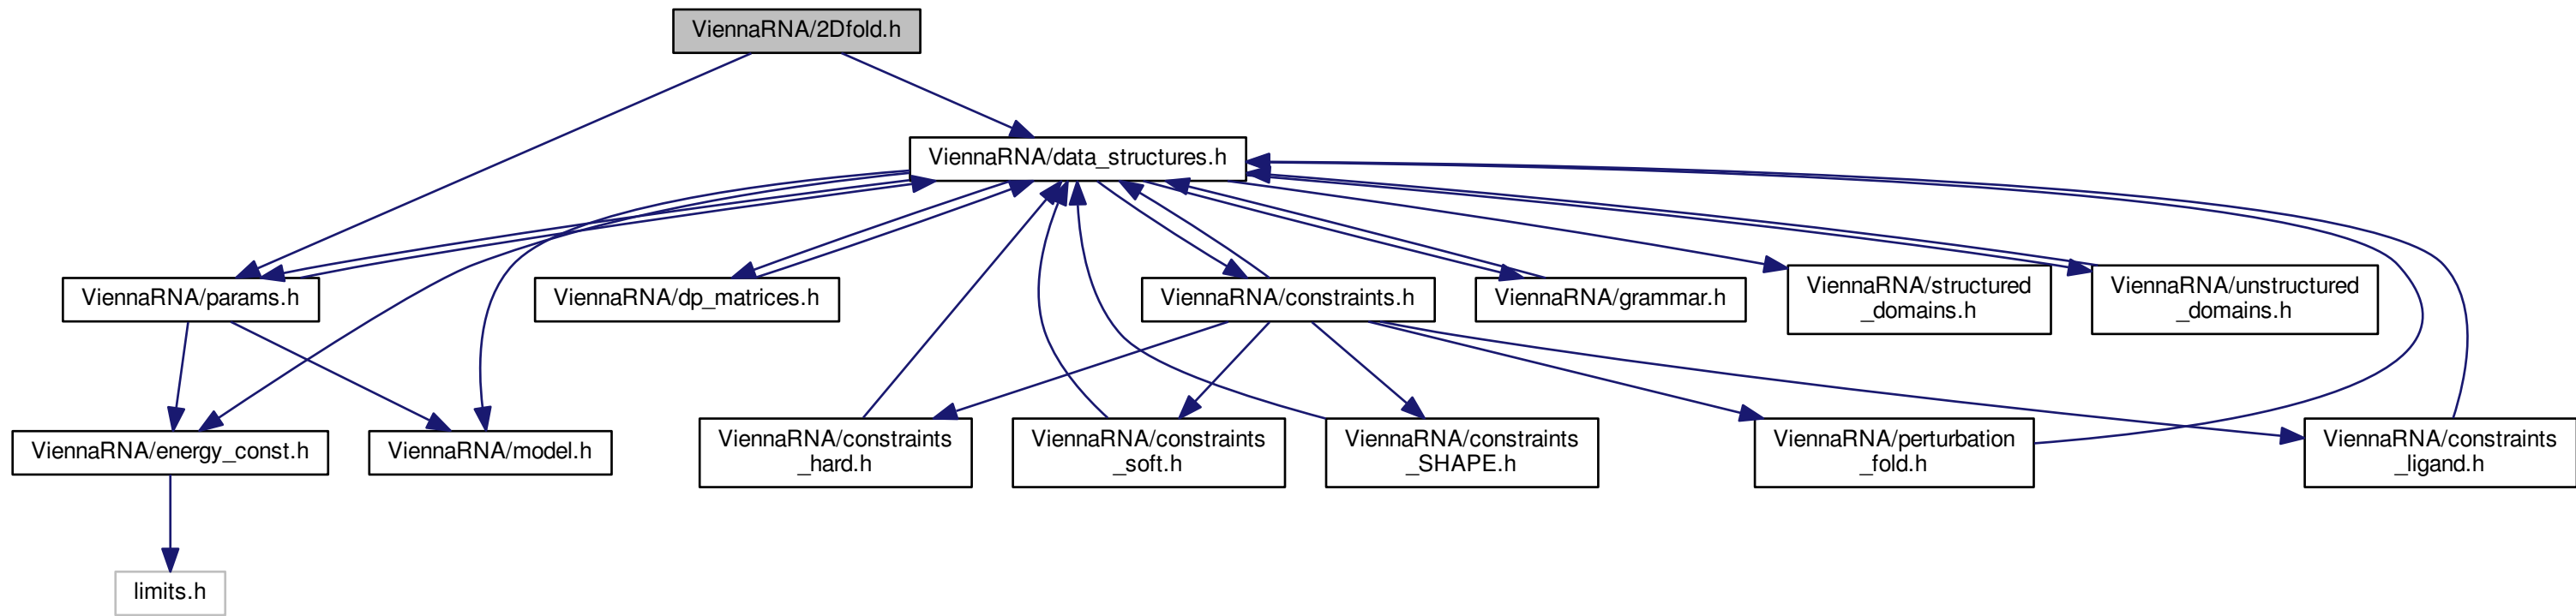 ViennaRNA/2Dfold.h
ViennaRNA/data_structures.h
ViennaRNA/params.h
ViennaRNA/dp_matrices.h
ViennaRNA/constraints.h
ViennaRNA/grammar.h
ViennaRNA/structured
_domains.h
ViennaRNA/unstructured
_domains.h
ViennaRNA/energy_const.h
ViennaRNA/model.h
ViennaRNA/constraints
_hard.h
ViennaRNA/constraints
_soft.h
ViennaRNA/constraints
_SHAPE.h
ViennaRNA/perturbation
_fold.h
ViennaRNA/constraints
_ligand.h
limits.h